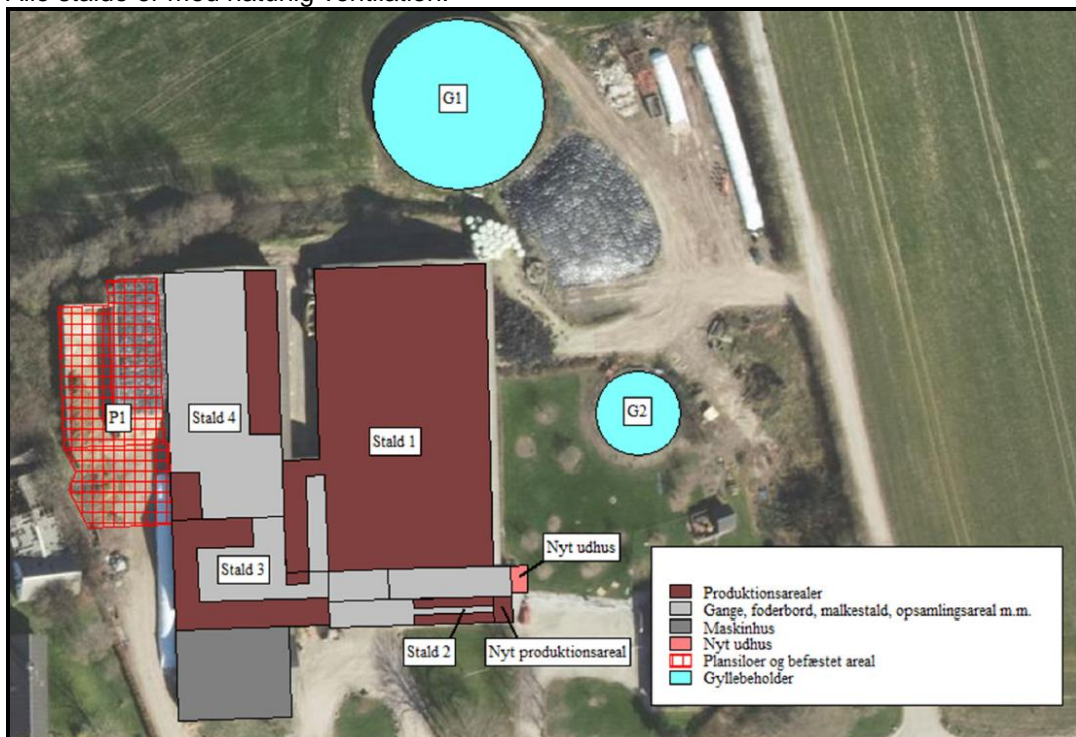 Alle stalde er med naturlig ventilation.
G1
P1
Stald 4
Stald 1
G2
Nyt udhus
Stald 3
Stald 2
Nyt produktionsareal
Produktionsarealer
Gange, foderbord, malkestald, opsamlingsareal m.m.
Maskinhus
Nyt udhus
Plansiloer og befæstet areal
Gyllebeholder